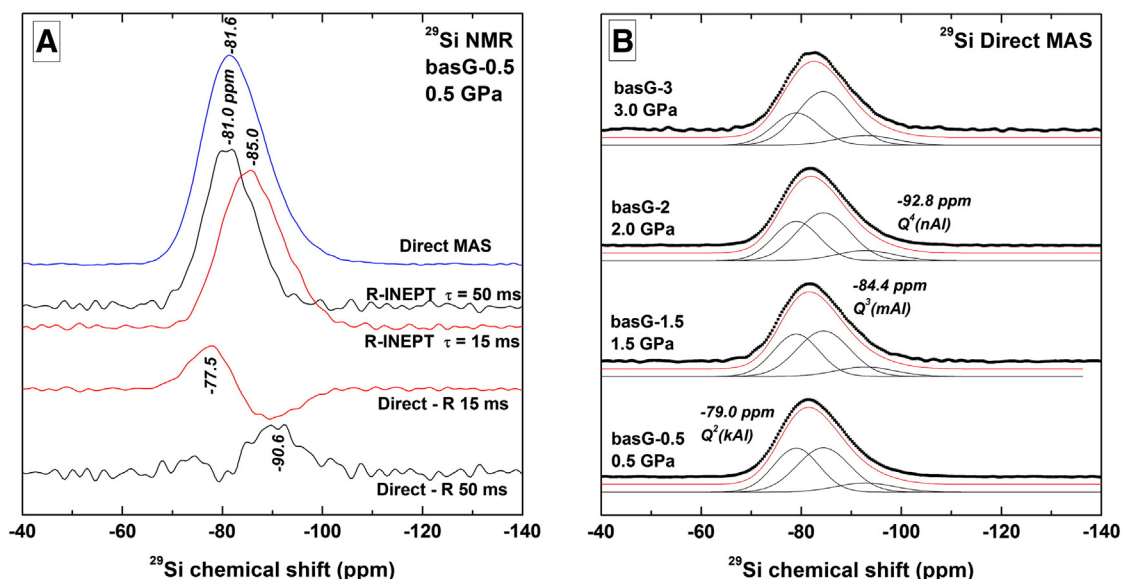 A
²⁹Si NMR
basG-0.5
0.5 GPa
-81.6
-81.0 ppm
-85.0
Direct MAS
R-INEPT τ = 50 ms
R-INEPT τ = 15 ms
-77.5
Direct - R 15 ms
-90.6
Direct - R 50 ms
-40 -60 -80 -100 -120 -140
²⁹Si chemical shift (ppm)
B
²⁹Si Direct MAS
basG-3
3.0 GPa
basG-2
2.0 GPa
-92.8 ppm
Q⁴(nAl)
basG-1.5
1.5 GPa
-84.4 ppm
Q³(mAl)
basG-0.5
0.5 GPa
-79.0 ppm
Q²(kAl)
-40 -60 -80 -100 -120 -140
²⁹Si chemical shift (ppm)